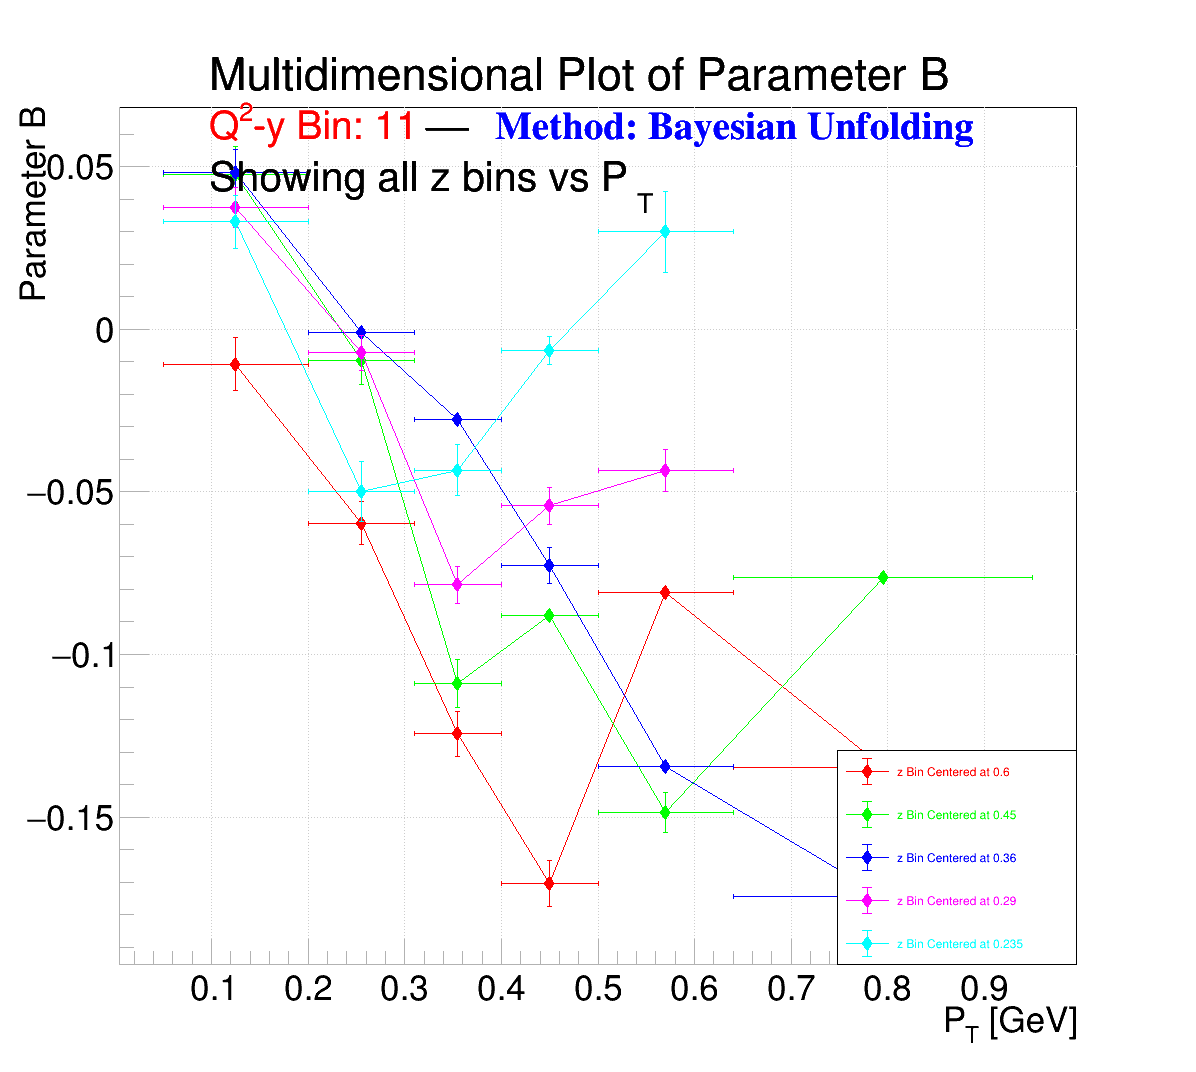 Multidimensional Plot of Parameter B
Q²-y Bin: 11 — Method: Bayesian Unfolding
Showing all z bins vs P_T
Parameter B
0.05
0
−0.05
−0.1
−0.15
z Bin Centered at 0.6
z Bin Centered at 0.45
z Bin Centered at 0.36
z Bin Centered at 0.29
z Bin Centered at 0.235
0.1 0.2 0.3 0.4 0.5 0.6 0.7 0.8 0.9
P_T [GeV]